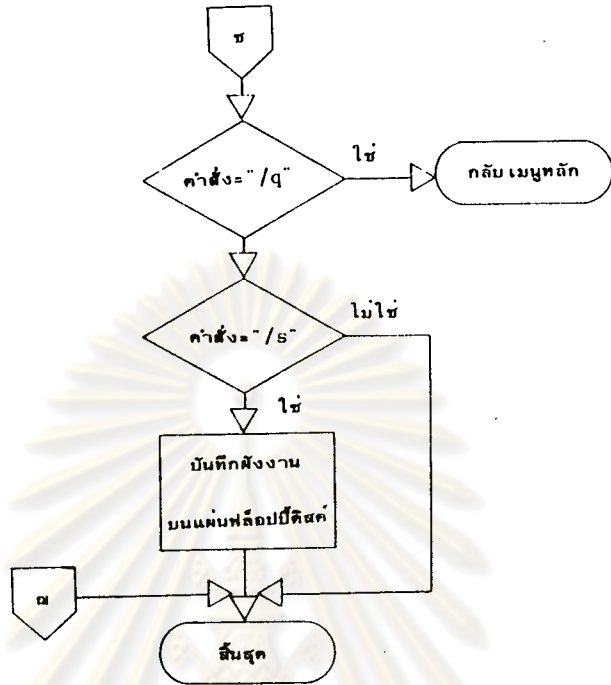 ช
คำสั่ง="/q"
ใช่
กลับเมนูหลัก
คำสั่ง="/s"
ไม่ใช่
ใช่
บันทึกผังงาน
บนแผ่นฟล็อปปี้ดิสค์
ฌ
สิ้นสุด